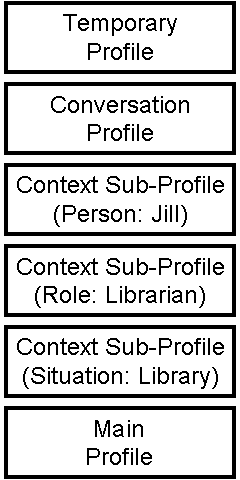 Temporary
Profile
Conversation
Profile
Context Sub-Profile
(Person: Jill)
Context Sub-Profile
(Role: Librarian)
Context Sub-Profile
(Situation: Library)
Main
Profile